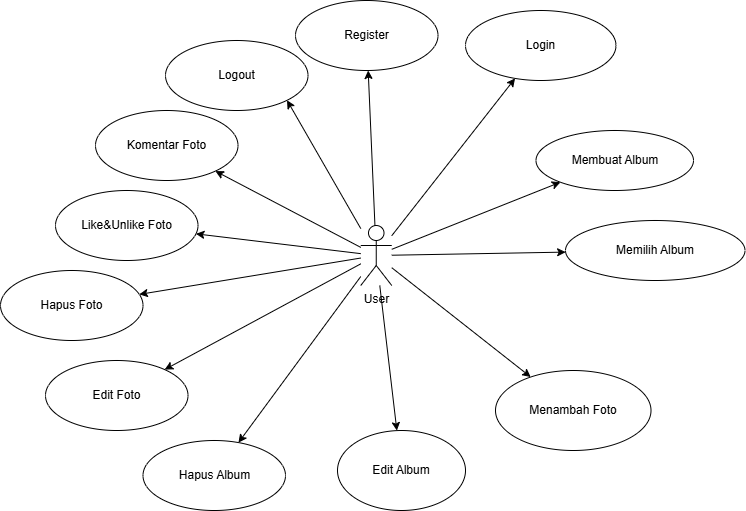 Register
Login
Logout
Komentar Foto
Membuat Album
Like&Unlike Foto
Memilih Album
Hapus Foto
User
Edit Foto
Menambah Foto
Hapus Album
Edit Album